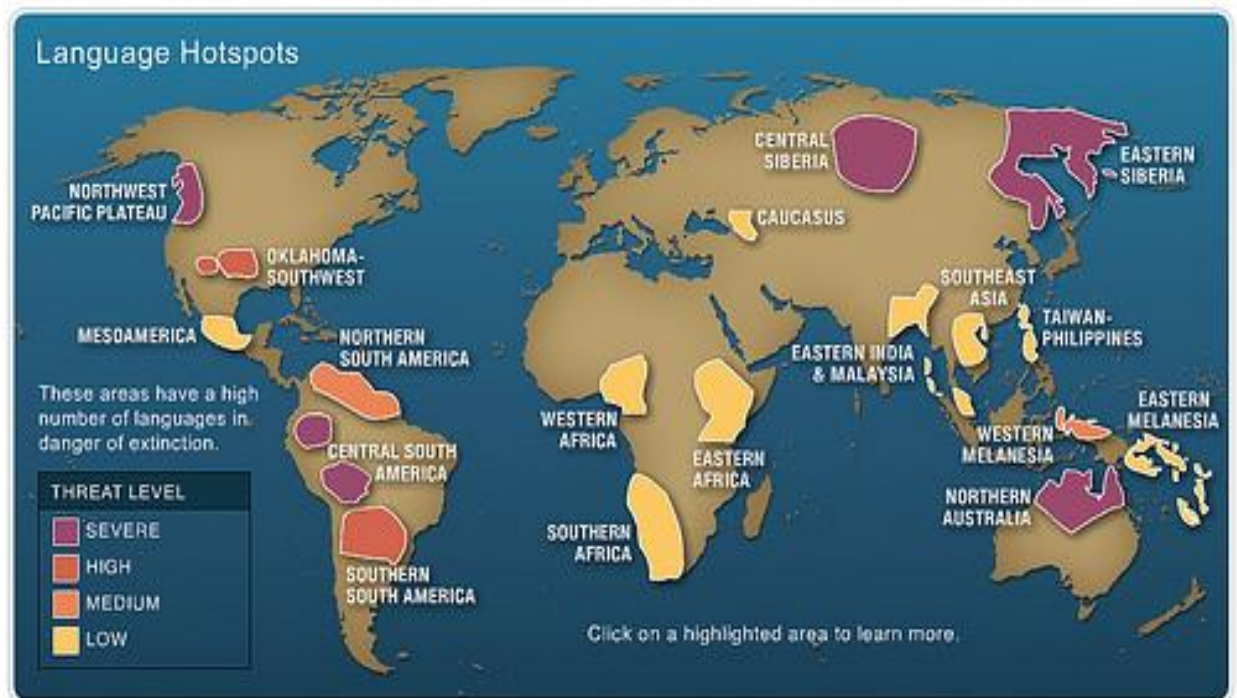 Language Hotspots
CENTRAL
SIBERIA
EASTERN
SIBERIA
NORTHWEST
PACIFIC PLATEAU
CAUCASUS
OKLAHOMA-
SOUTHWEST
SOUTHEAST
ASIA
MESOAMERICA
NORTHERN
SOUTH AMERICA
TAIWAN-
PHILIPPINES
EASTERN INDIA
& MALAYSIA
These areas have a high
number of languages in
danger of extinction.
WESTERN
AFRICA
EASTERN
AFRICA
EASTERN
MELANESIA
WESTERN
MELANESIA
CENTRAL SOUTH
AMERICA
NORTHERN
AUSTRALIA
SOUTHERN
AFRICA
SOUTHERN
SOUTH AMERICA
THREAT LEVEL
SEVERE
HIGH
MEDIUM
LOW
Click on a highlighted area to learn more.